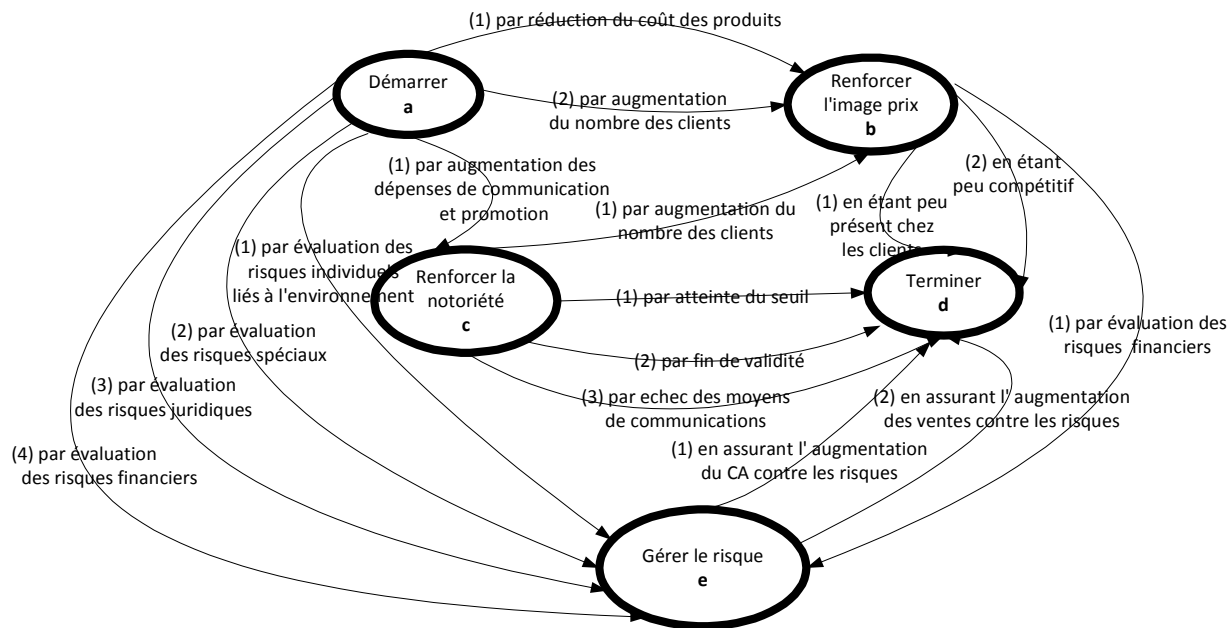 (1) par réduction du coût des produits
Démarrer
a
Renforcer
l'image prix
b
(2) par augmentation
du nombre des clients
(1) par augmentation des
dépenses de communication
et promotion
(2) en étant
peu compétitif
(1) par augmentation du
nombre des clients
(1) en étant peu
présent chez
les clients
(1) par évaluation des
risques individuels
liés à l'environnement
Renforcer la
notoriété
c
(1) par atteinte du seuil
Terminer
d
(1) par évaluation des
risques financiers
(2) par évaluation
des risques spéciaux
(2) par fin de validité
(3) par évaluation
des risques juridiques
(3) par echec des moyens
de communications
(2) en assurant l' augmentation
des ventes contre les risques
(4) par évaluation
des risques financiers
(1) en assurant l' augmentation
du CA contre les risques
Gérer le risque
e